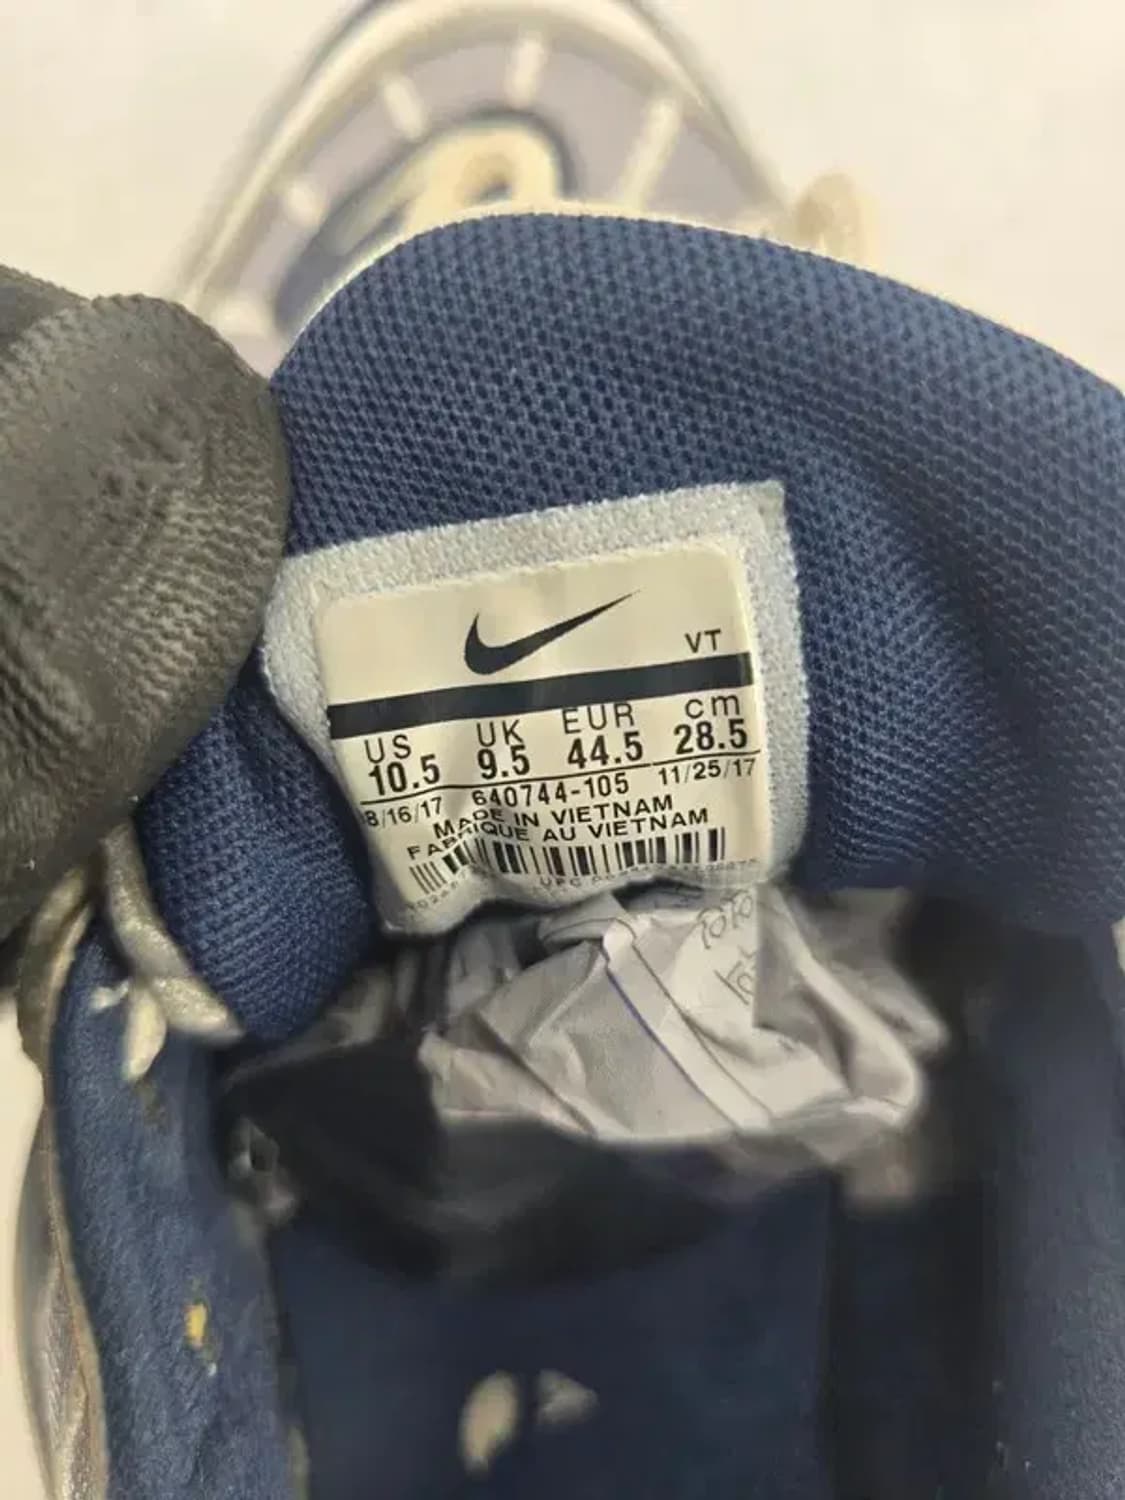 VT
US UK EUR cm
10.5 9.5 44.5 28.5
8/16/17 640744-105 11/25/17
MADE IN VIETNAM
FABRIQUE AU VIETNAM
UPC